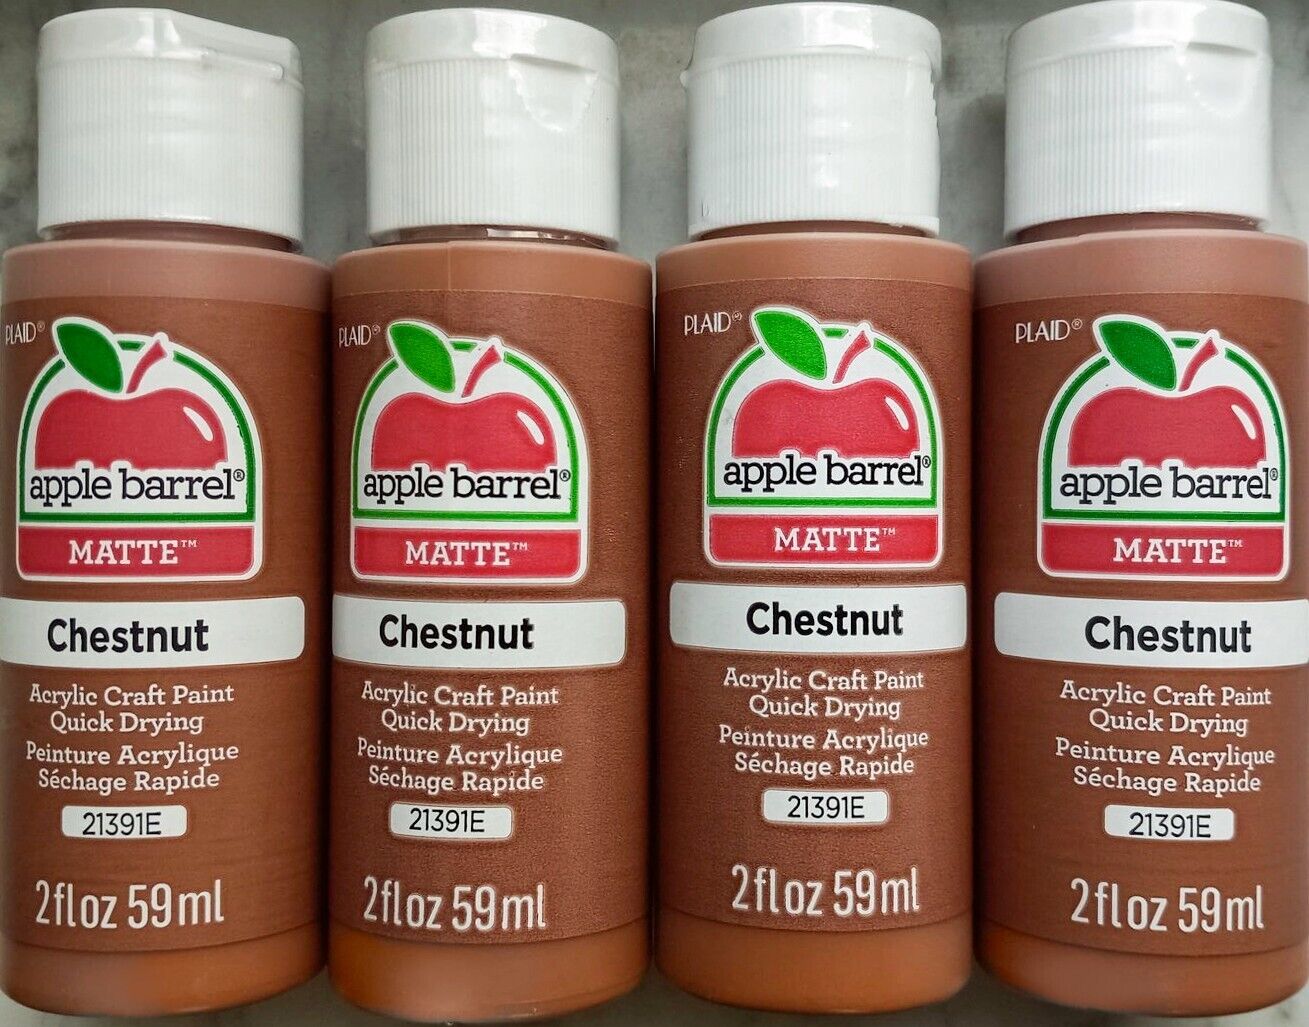 PLAID®
apple barrel®
MATTE™
Chestnut
Acrylic Craft Paint
Quick Drying
Peinture Acrylique
Séchage Rapide
21391E
2 fl oz 59 ml
PLAID®
apple barrel®
MATTE™
Chestnut
Acrylic Craft Paint
Quick Drying
Peinture Acrylique
Séchage Rapide
21391E
2 fl oz 59 ml
PLAID®
apple barrel®
MATTE™
Chestnut
Acrylic Craft Paint
Quick Drying
Peinture Acrylique
Séchage Rapide
21391E
2 fl oz 59 ml
PLAID®
apple barrel®
MATTE™
Chestnut
Acrylic Craft Paint
Quick Drying
Peinture Acrylique
Séchage Rapide
21391E
2 fl oz 59 ml